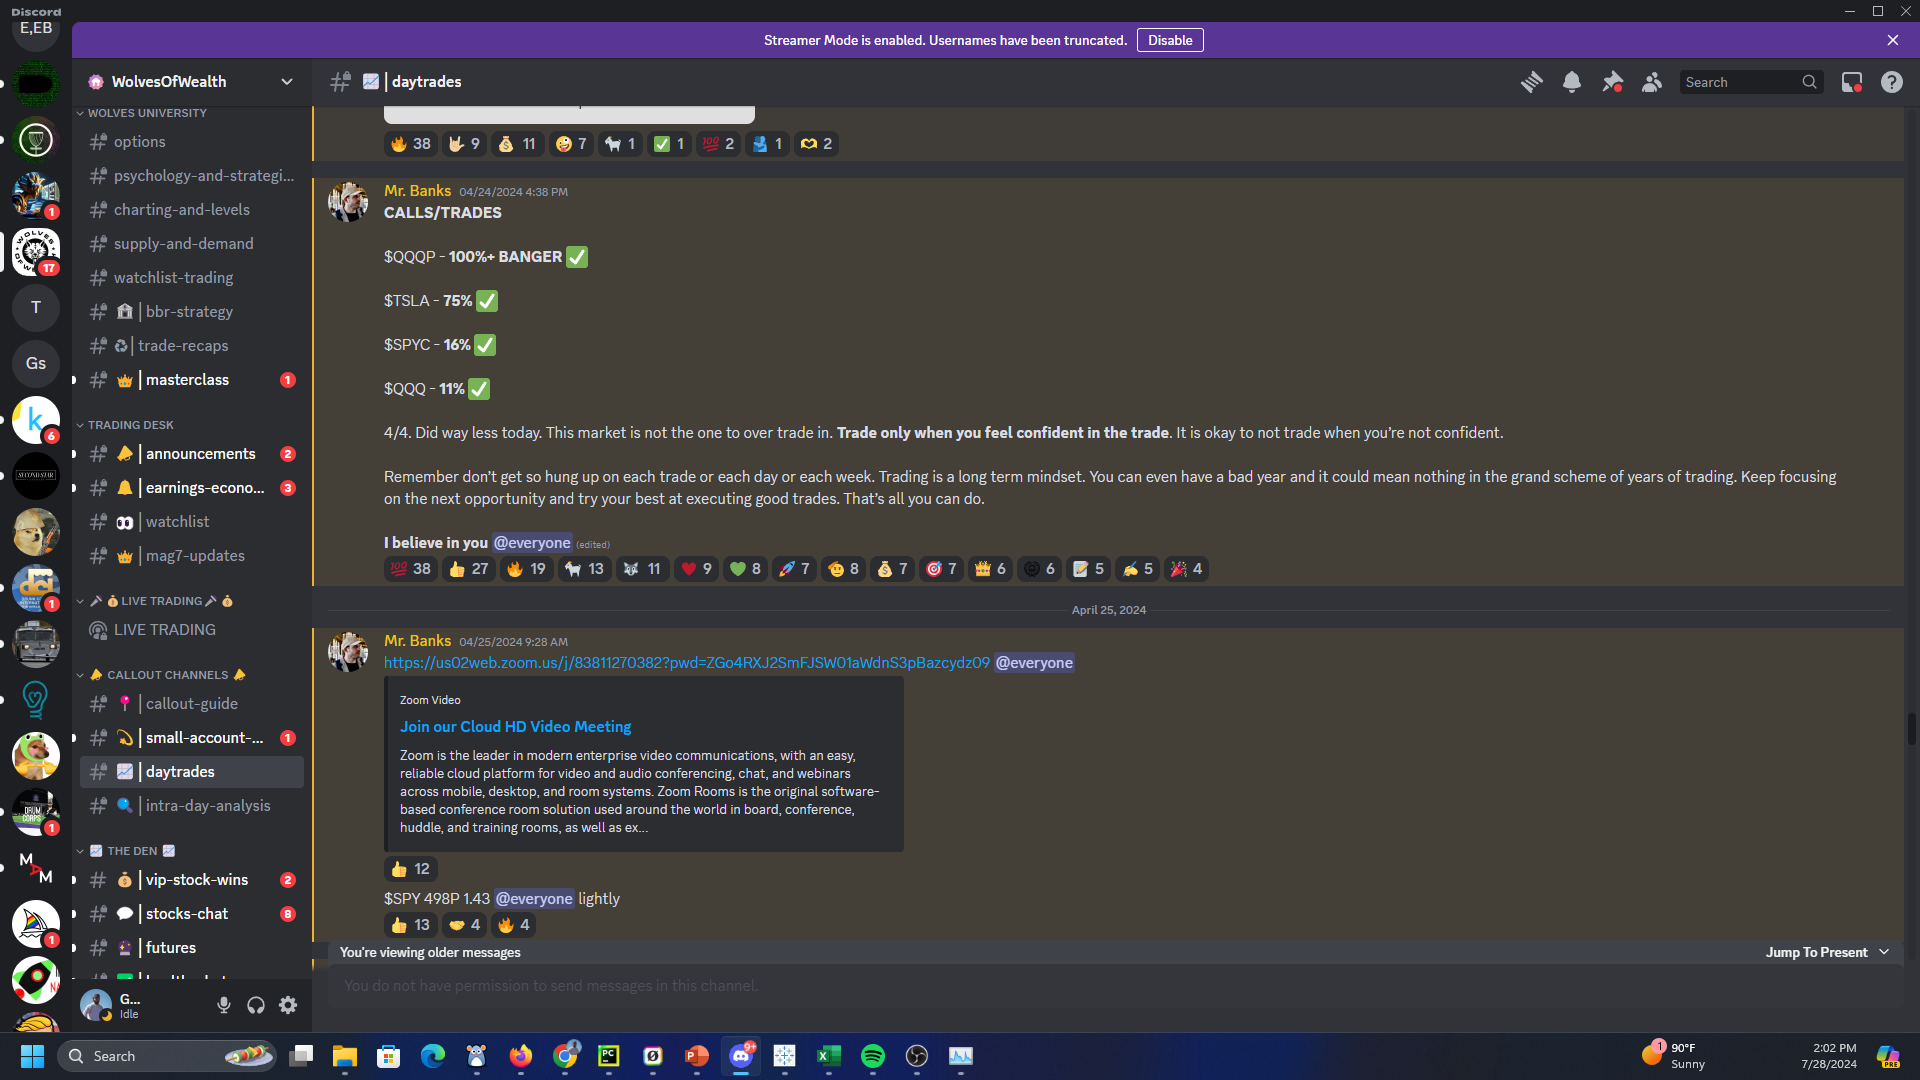 Discord
E,EB
Streamer Mode is enabled. Usernames have been truncated.
Disable
WolvesOfWealth
| daytrades
Search
WOLVES UNIVERSITY
options
psychology-and-strategi...
charting-and-levels
supply-and-demand
watchlist-trading
| bbr-strategy
| trade-recaps
| masterclass 1
TRADING DESK
| announcements 2
| earnings-econo... 3
| watchlist
| mag7-updates
LIVE TRADING
LIVE TRADING
CALLOUT CHANNELS
| callout-guide
| small-account-... 1
| daytrades
| intra-day-analysis
THE DEN
| vip-stock-wins 2
| stocks-chat 8
| futures
1
17
T
Gs
k
6
1
1
MAM
1
G...
Idle
38 9 11 7 1 1 2 1 2
Mr. Banks 04/24/2024 4:38 PM
CALLS/TRADES
$QQQP - 100%+ BANGER
$TSLA - 75%
$SPYC - 16%
$QQQ - 11%
4/4. Did way less today. This market is not the one to over trade in. Trade only when you feel confident in the trade. It is okay to not trade when you're not confident.
Remember don't get so hung up on each trade or each day or each week. Trading is a long term mindset. You can even have a bad year and it could mean nothing in the grand scheme of years of trading. Keep focusing
on the next opportunity and try your best at executing good trades. That's all you can do.
I believe in you @everyone (edited)
100 38 27 19 13 11 9 8 7 8 7 7 6 6 5 5 4
April 25, 2024
Mr. Banks 04/25/2024 9:28 AM
https://us02web.zoom.us/j/83811270382?pwd=ZGo4RXJ2SmFJSW01aWdnS3pBazcydz09 @everyone
Zoom Video
Join our Cloud HD Video Meeting
Zoom is the leader in modern enterprise video communications, with an easy,
reliable cloud platform for video and audio conferencing, chat, and webinars
across mobile, desktop, and room systems. Zoom Rooms is the original software-
based conference room solution used around the world in board, conference,
huddle, and training rooms, as well as ex...
12
$SPY 498P 1.43 @everyone lightly
13 4 4
You're viewing older messages
Jump To Present
You do not have permission to send messages in this channel.
Search
9+
1
90°F
Sunny
2:02 PM
7/28/2024
PRE